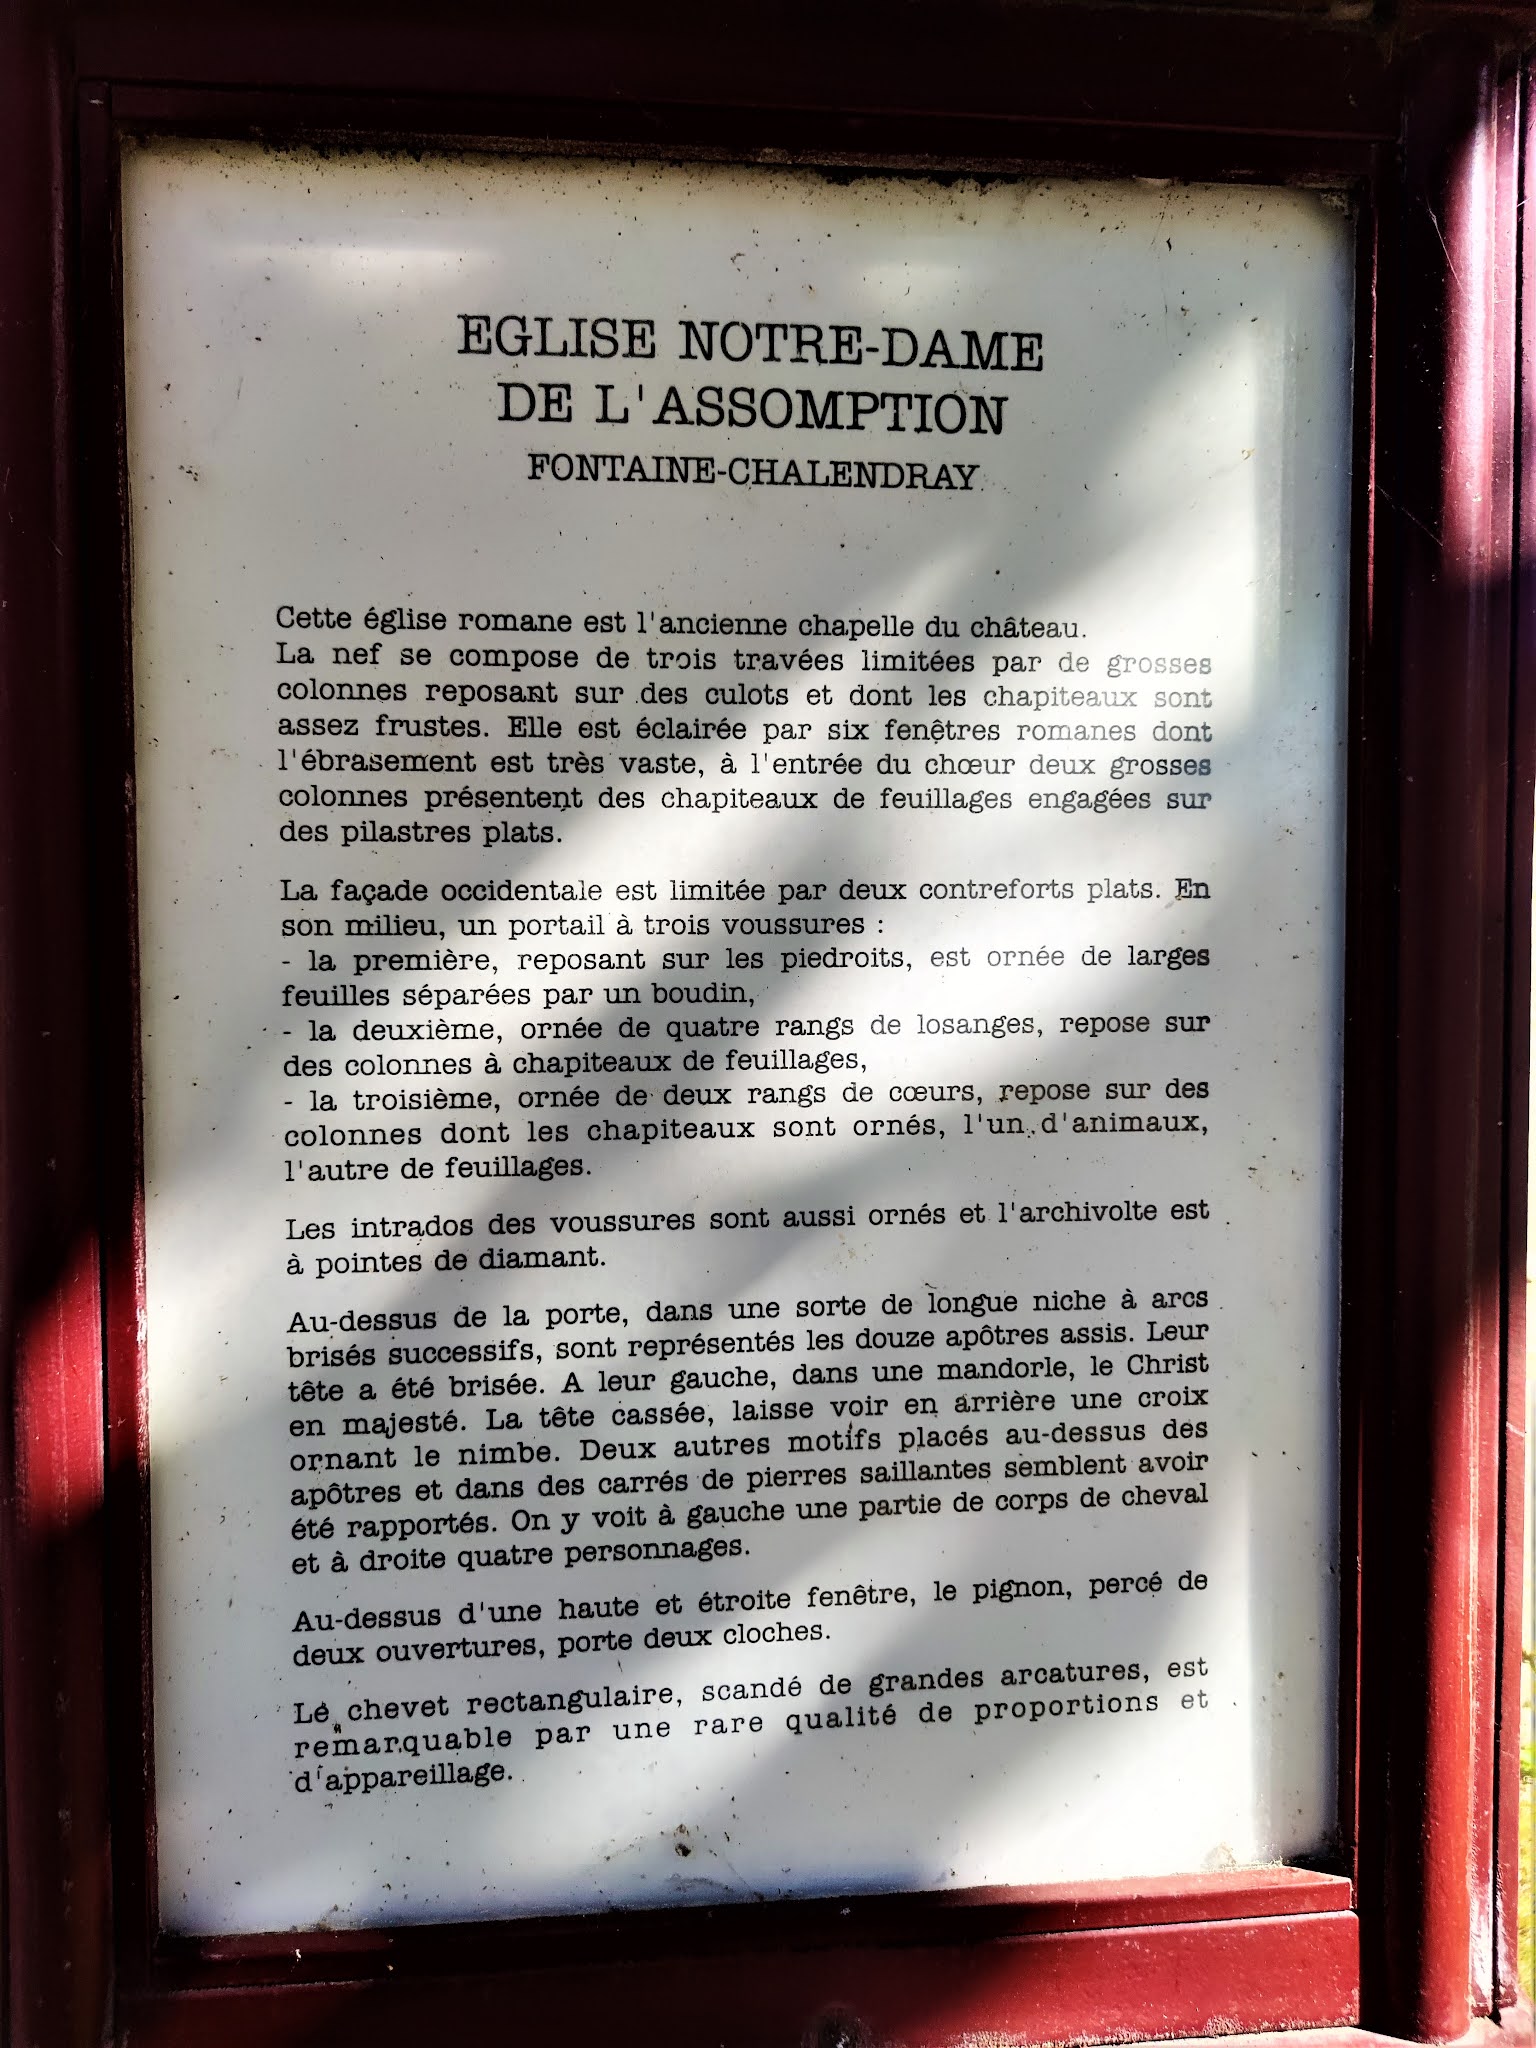 EGLISE NOTRE-DAME
DE L'ASSOMPTION
FONTAINE-CHALENDRAY
Cette église romane est l'ancienne chapelle du château.
La nef se compose de trois travées limitées par de grosses
colonnes reposant sur des culots et dont les chapiteaux sont
assez frustes. Elle est éclairée par six fenêtres romanes dont
l'ébrasement est très vaste, à l'entrée du chœur deux grosses
colonnes présentent des chapiteaux de feuillages engagées sur
des pilastres plats.
La façade occidentale est limitée par deux contreforts plats. En
son milieu, un portail à trois voussures :
- la première, reposant sur les piedroits, est ornée de larges
feuilles séparées par un boudin,
- la deuxième, ornée de quatre rangs de losanges, repose sur
des colonnes à chapiteaux de feuillages,
- la troisième, ornée de deux rangs de cœurs, repose sur des
colonnes dont les chapiteaux sont ornés, l'un d'animaux,
l'autre de feuillages.
Les intrados des voussures sont aussi ornés et l'archivolte est
à pointes de diamant.
Au-dessus de la porte, dans une sorte de longue niche à arcs
brisés successifs, sont représentés les douze apôtres assis. Leur
tête a été brisée. A leur gauche, dans une mandorle, le Christ
en majesté. La tête cassée, laisse voir en arrière une croix
ornant le nimbe. Deux autres motifs placés au-dessus des
apôtres et dans des carrés de pierres saillantes semblent avoir
été rapportés. On y voit à gauche une partie de corps de cheval
et à droite quatre personnages.
Au-dessus d'une haute et étroite fenêtre, le pignon, percé de
deux ouvertures, porte deux cloches.
Le chevet rectangulaire, scandé de grandes arcatures, est
remarquable par une rare qualité de proportions et
d'appareillage.